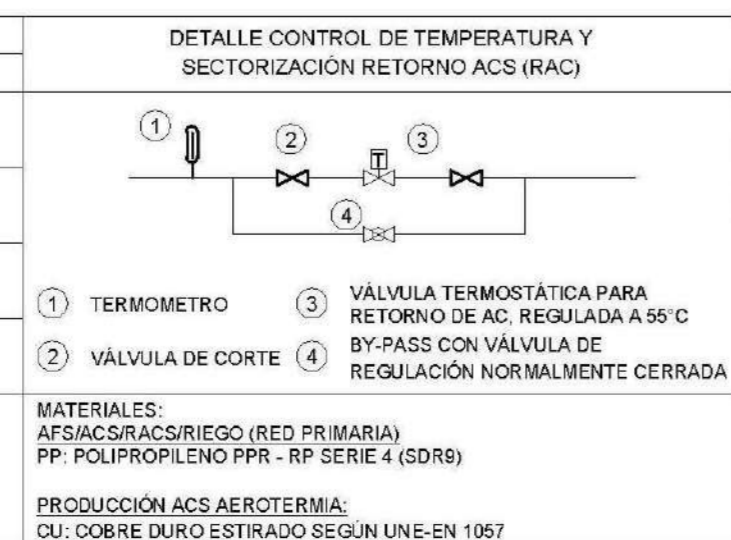 DETALLE CONTROL DE TEMPERATURA Y
SECTORIZACIÓN RETORNO ACS (RAC)
1
2
T
3
4
1 TERMOMETRO
2 VÁLVULA DE CORTE
3 VÁLVULA TERMOSTÁTICA PARA
RETORNO DE AC, REGULADA A 55°C
4 BY-PASS CON VÁLVULA DE
REGULACIÓN NORMALMENTE CERRADA
MATERIALES:
AFS/ACS/RACS/RIEGO (RED PRIMARIA)
PP: POLIPROPILENO PPR - RP SERIE 4 (SDR9)
PRODUCCIÓN ACS AEROTERMIA:
CU: COBRE DURO ESTIRADO SEGÚN UNE-EN 1057